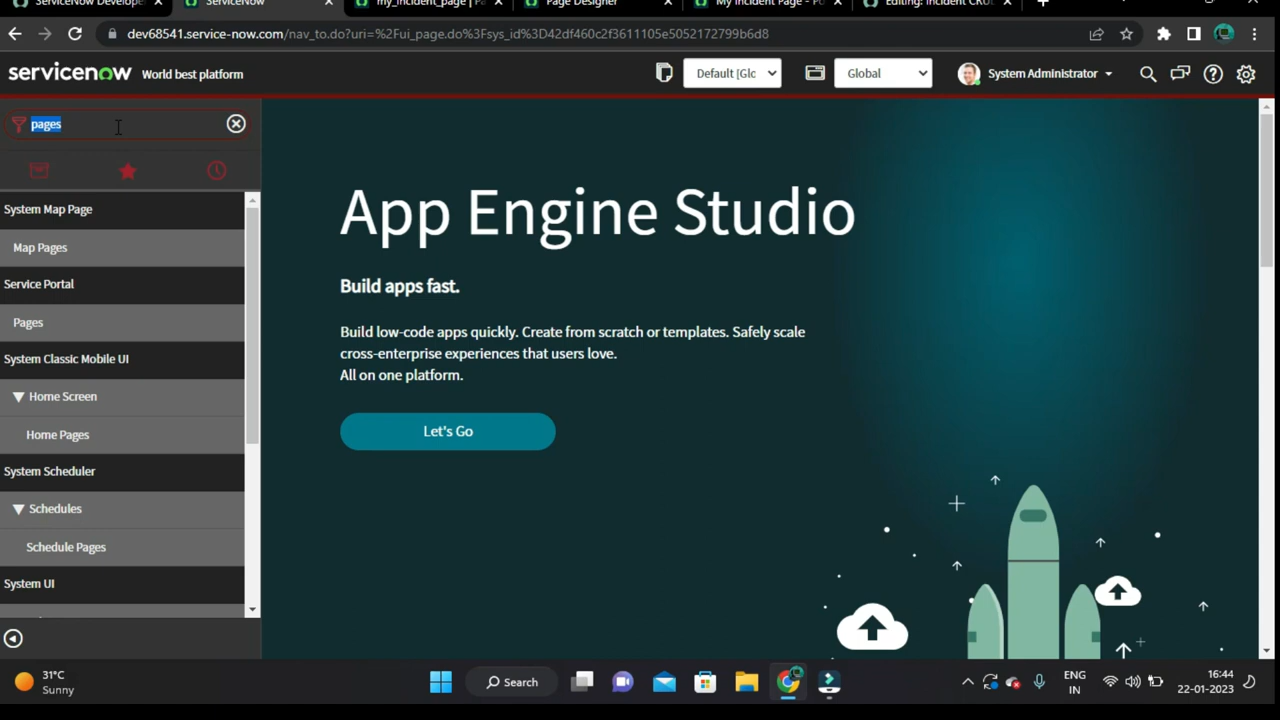 ServiceNow Develope
ServiceNow
my_incident_page | Pa
Page Designer
My Incident Page - Po
Editing: Incident CRU
dev68541.service-now.com/nav_to.do?uri=%2Fui_page.do%3Fsys_id%3D42df460c2f3611105e5052172799b6d8
servicenow World best platform
Default [Glc
Global
System Administrator
pages
System Map Page
Map Pages
Service Portal
Pages
System Classic Mobile UI
Home Screen
Home Pages
System Scheduler
Schedules
Schedule Pages
System UI
App Engine Studio
Build apps fast.
Build low-code apps quickly. Create from scratch or templates. Safely scale
cross-enterprise experiences that users love.
All on one platform.
Let's Go
31°C
Sunny
Search
ENG
IN
16:44
22-01-2023